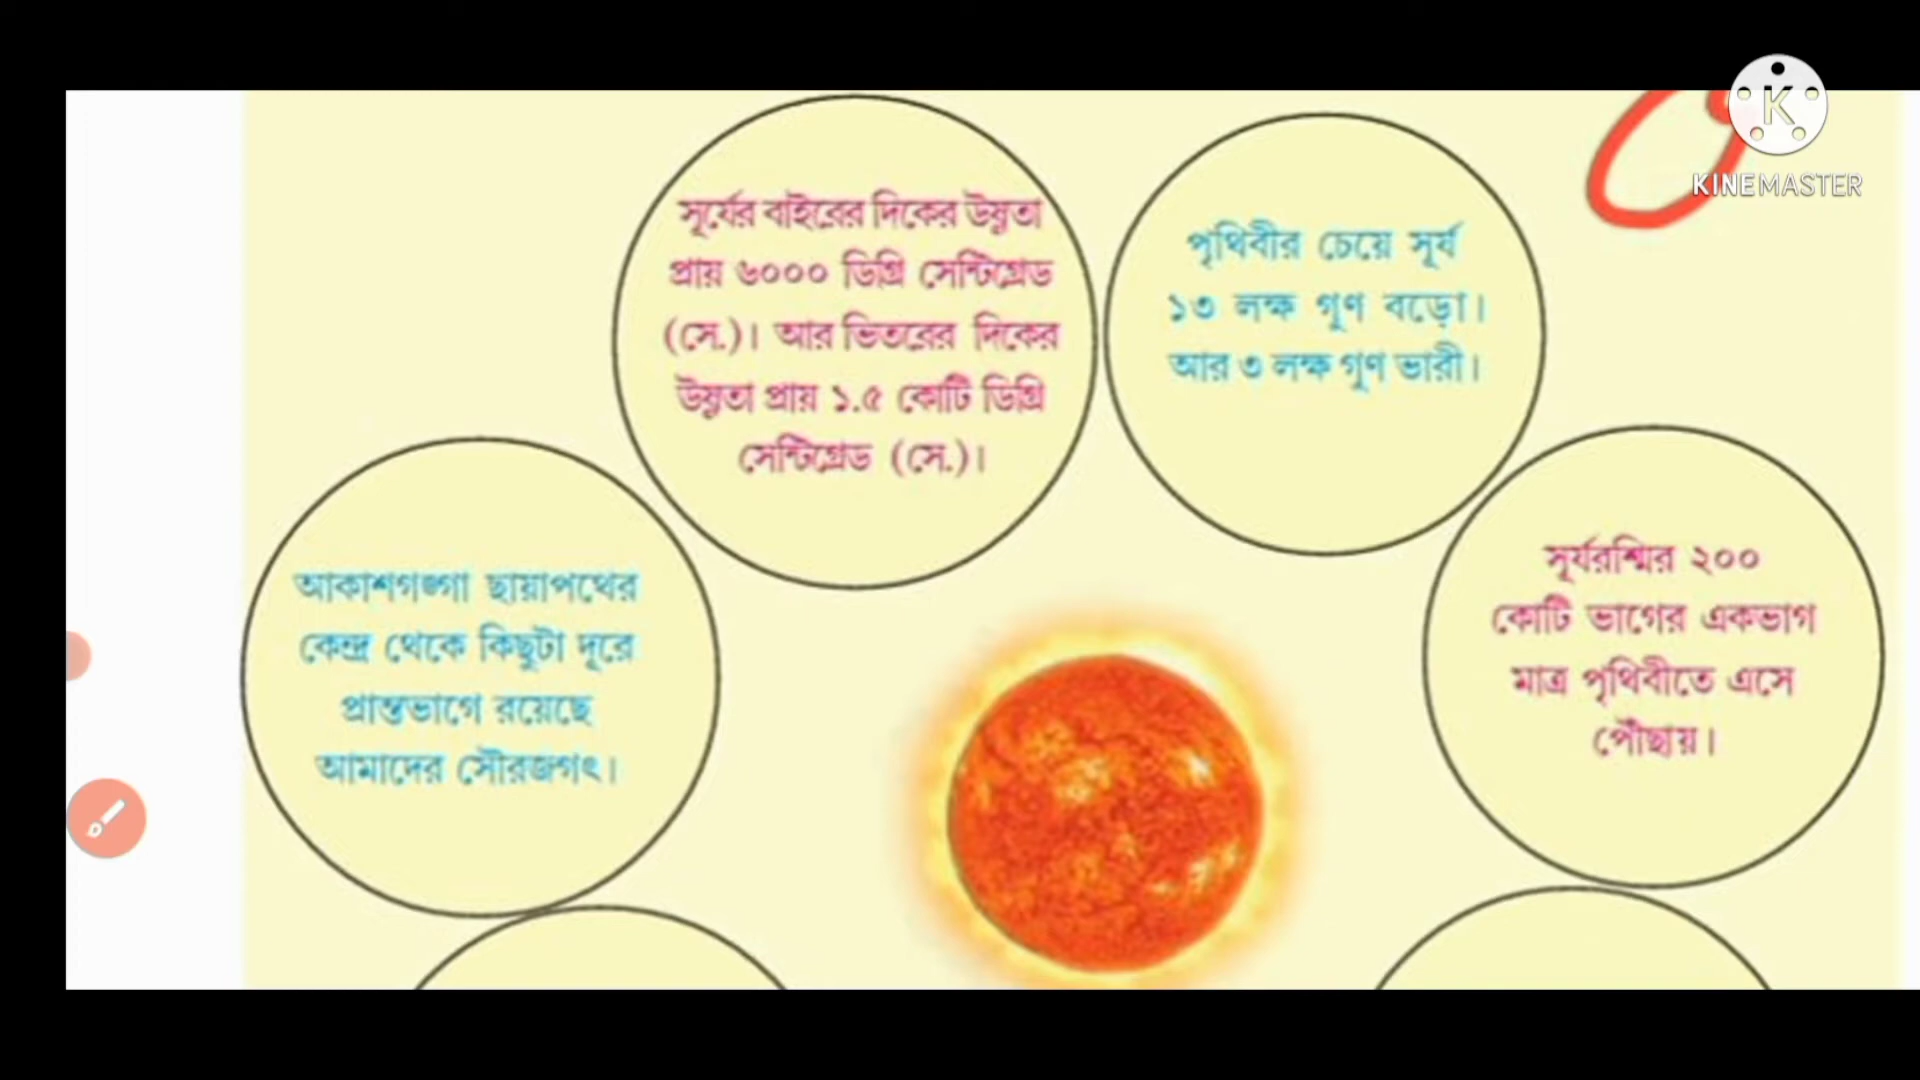 সূর্যের বাইরের দিকের উষ্ণতা
প্রায় ৬০০০ ডিগ্রি সেন্টিগ্রেড
(সে.)। আর ভিতরের দিকের
উষ্ণতা প্রায় ১.৫ কোটি ডিগ্রি
সেন্টিগ্রেড (সে.)।
পৃথিবীর চেয়ে সূর্য
১৩ লক্ষ গুণ বড়ো।
আর ৩ লক্ষ গুণ ভারী।
আকাশগঙ্গা ছায়াপথের
কেন্দ্র থেকে কিছুটা দূরে
প্রান্তভাগে রয়েছে
আমাদের সৌরজগৎ।
সূর্যরশ্মির ২০০
কোটি ভাগের একভাগ
মাত্র পৃথিবীতে এসে
পৌঁছায়।
K
KINEMASTER